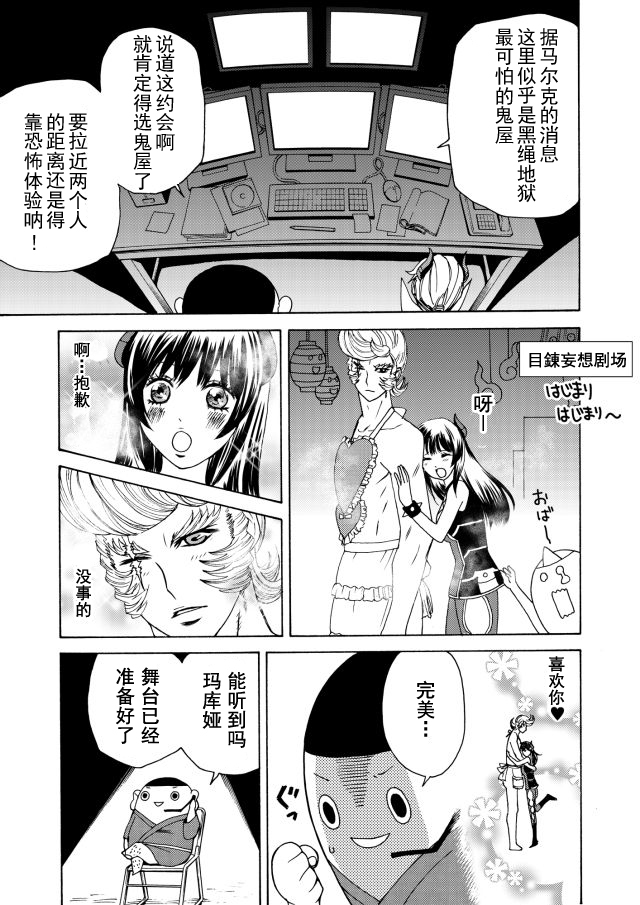 据马尔克的消息
这里似乎是黑绳地狱
最可怕的鬼屋
说道这约会啊
就肯定得选鬼屋了
要拉近两个人
的距离还是得
靠恐怖体验呐！
目鍊妄想剧场
はじまり
はじまり～
呀—
おば～
啊…抱歉
没事的
喜欢你♥
完美…
ぐっ
能听到吗
玛库娅
舞台已经
准备好了